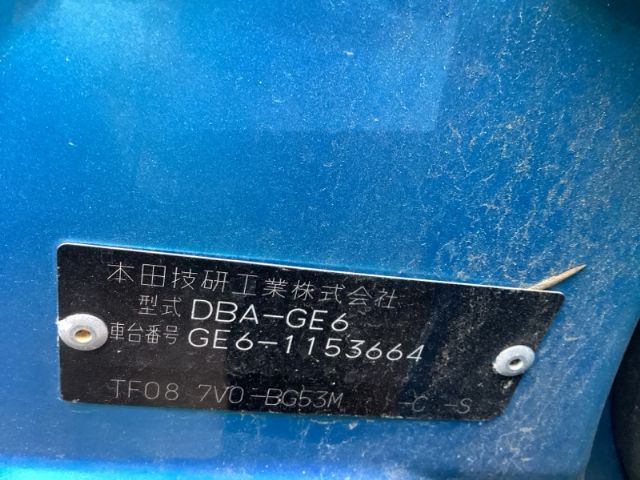 本田技研工業株式会社
型式 DBA-GE6
車台番号 GE6-1153664
TF08 7V0-BG53M -C -S